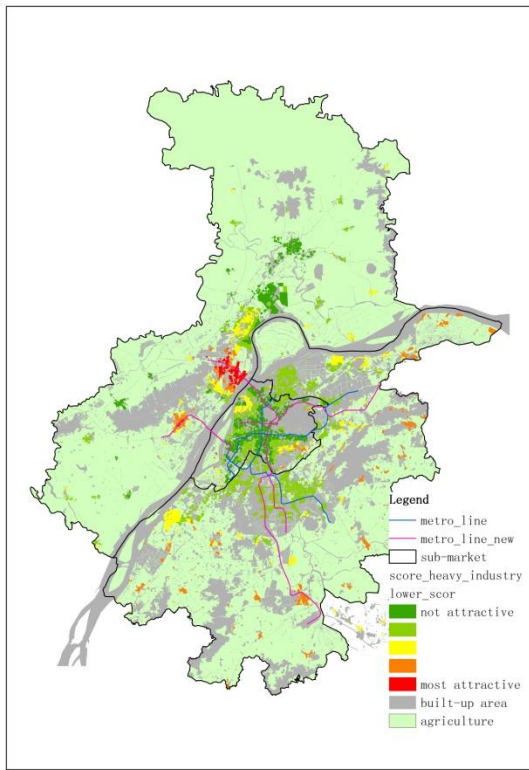 Legend
metro_line
metro_line_new
sub-market
score_heavy_industry
lower_scor
not attractive
most attractive
built-up area
agriculture